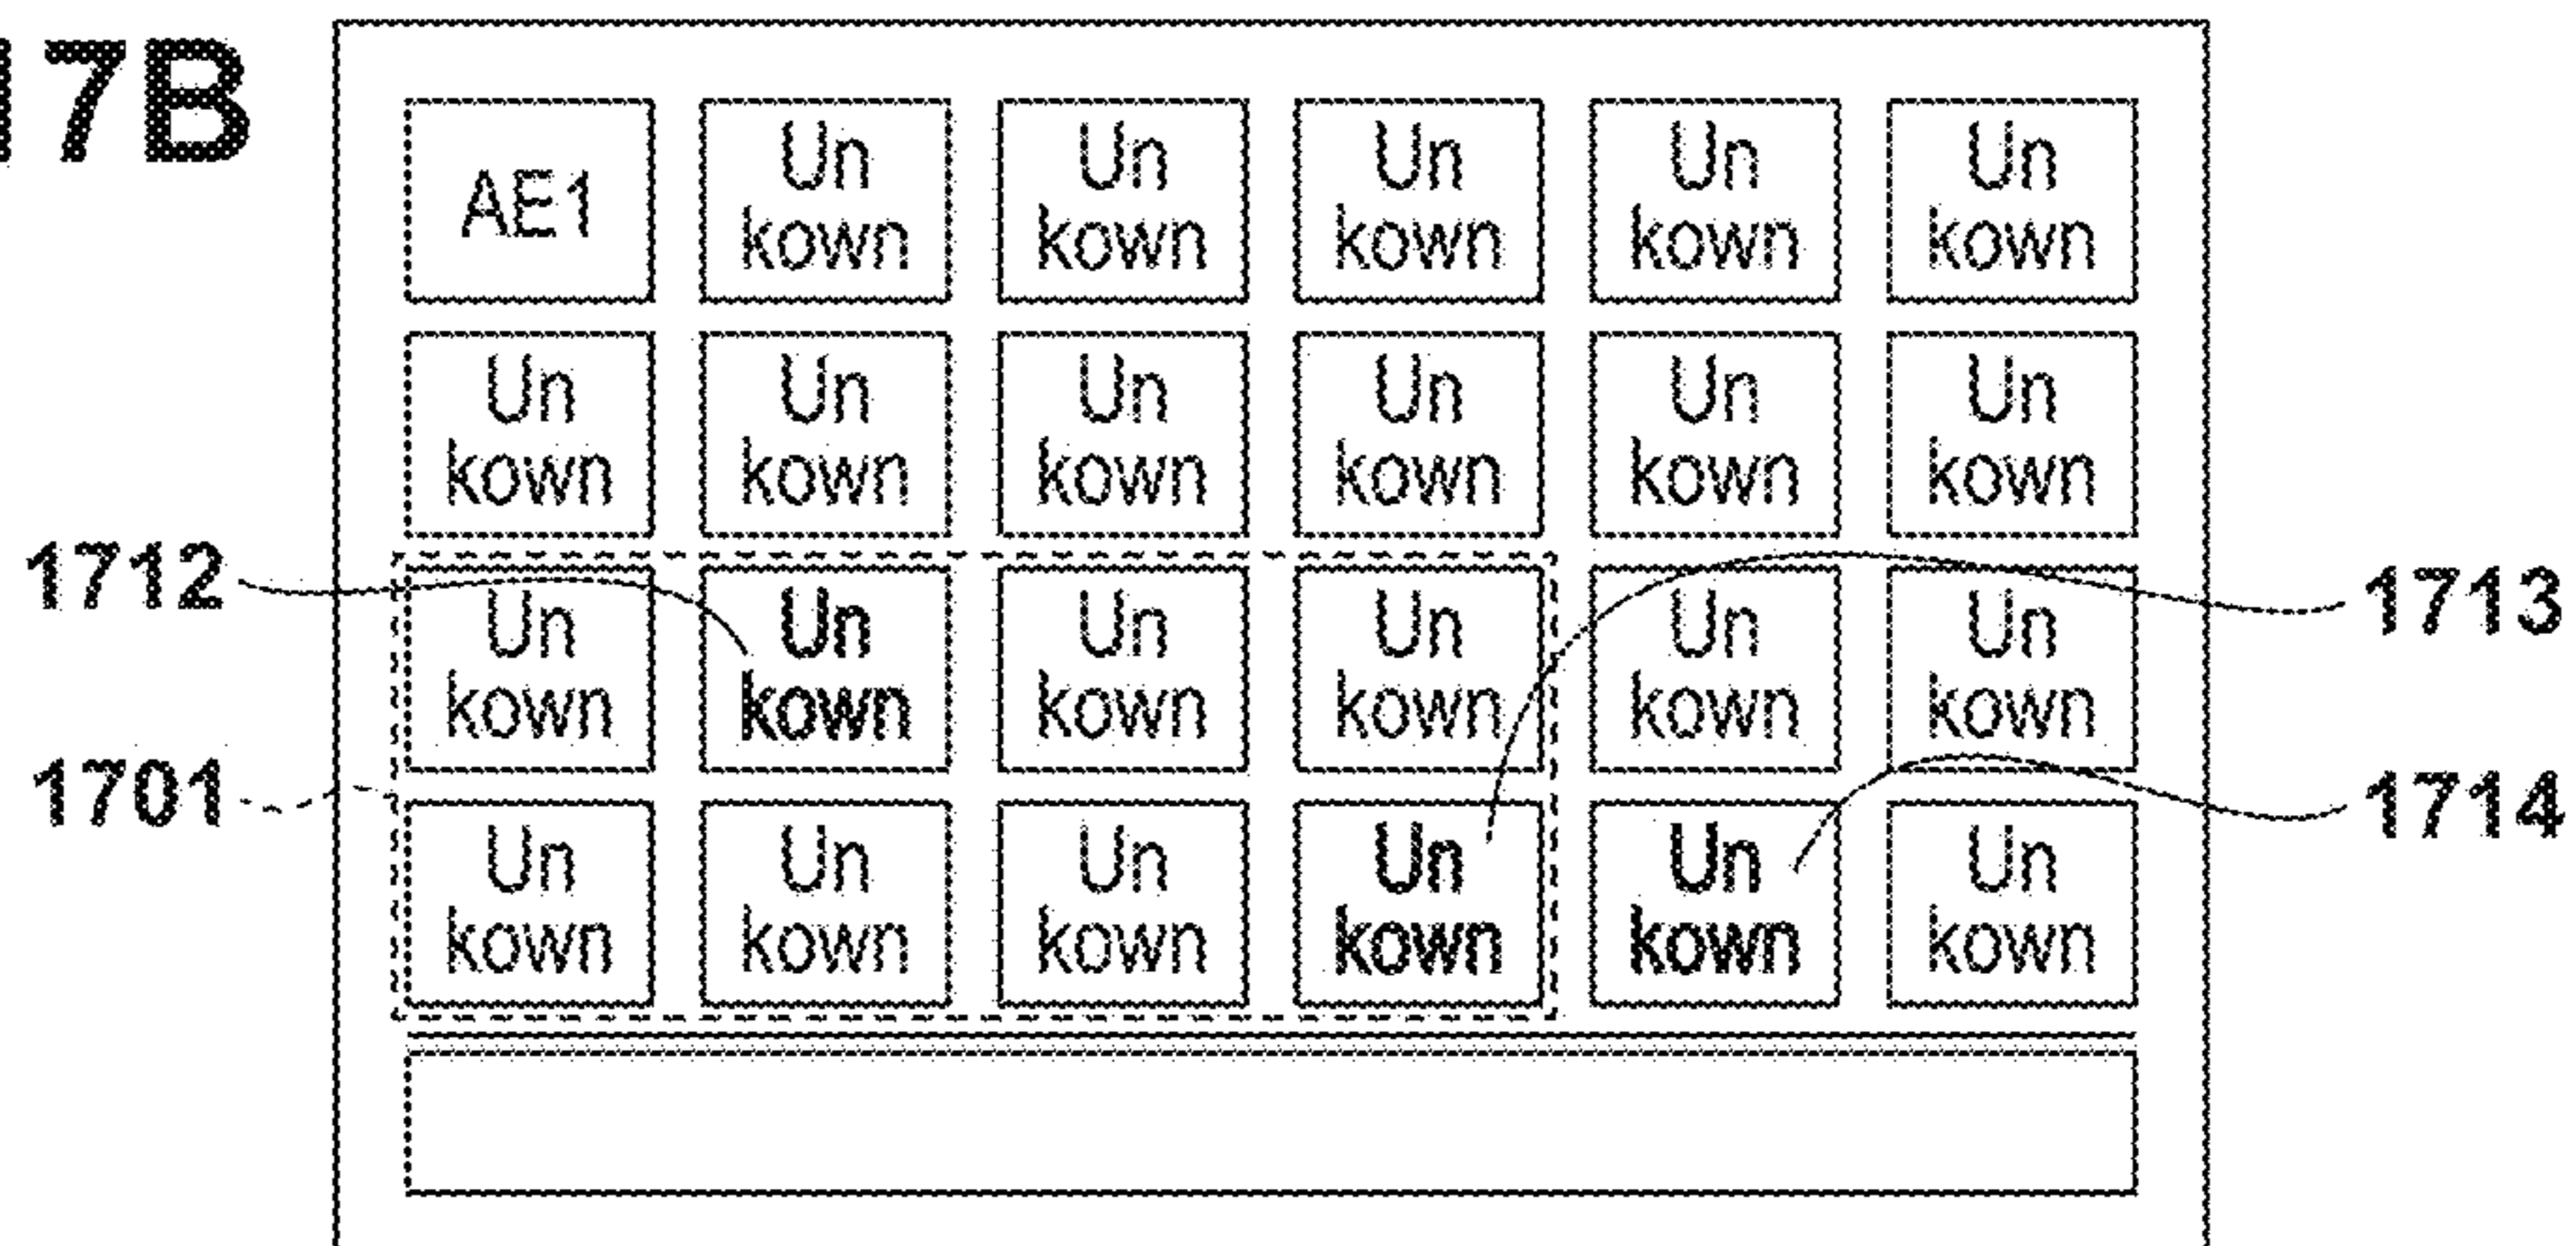 17B
AE1 Un Un Un Un Un
kown kown kown kown kown
Un Un Un Un Un Un
kown kown kown kown kown kown
1712 Un Un Un Un Un Un 1713
kown kown kown kown kown kown
1701 Un Un Un Un Un Un 1714
kown kown kown kown kown kown